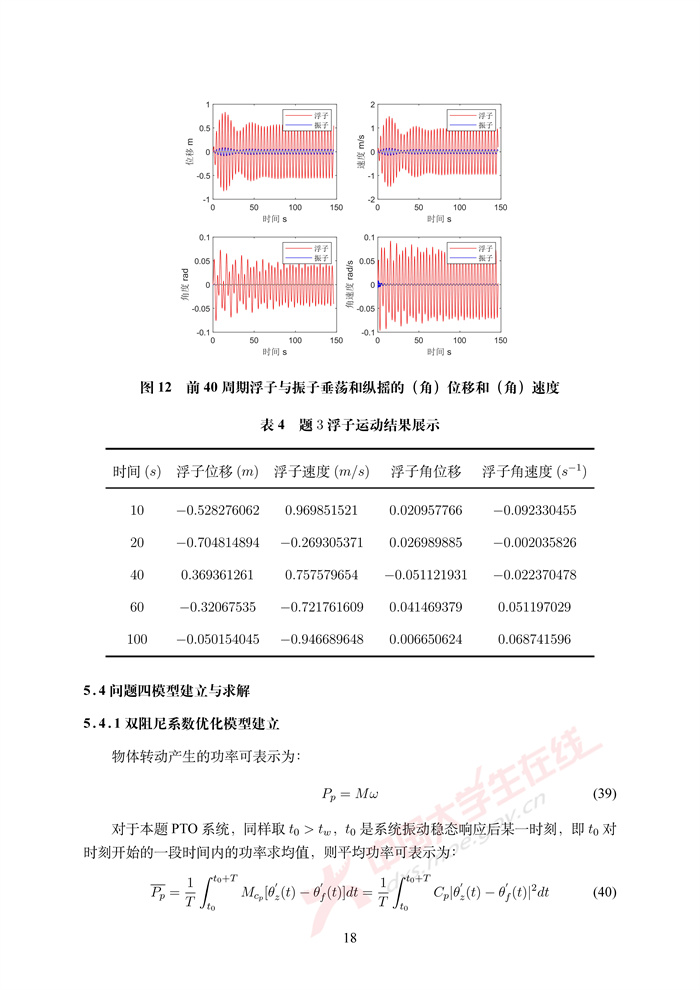 1
0.5
0
-0.5
-1
位移 m
0 50 100 150
时间 s
浮子
振子
2
1
0
-1
-2
速度 m/s
0 50 100 150
时间 s
浮子
振子
0.1
0.05
0
-0.05
-0.1
角度 rad
0 50 100 150
时间 s
浮子
振子
0.1
0.05
0
-0.05
-0.1
角速度 rad/s
0 50 100 150
时间 s
浮子
振子
图 12 前 40 周期浮子与振子垂荡和纵摇的（角）位移和（角）速度
表 4 题 3 浮子运动结果展示
时间 (s) 浮子位移 (m) 浮子速度 (m/s) 浮子角位移 浮子角速度 (s⁻¹)
10 −0.528276062 0.969851521 0.020957766 −0.092330455
20 −0.704814894 −0.269305371 0.026989885 −0.002035826
40 0.369361261 0.757579654 −0.051121931 −0.022370478
60 −0.32067535 −0.721761609 0.041469379 0.051197029
100 −0.050154045 −0.946689648 0.006650624 0.068741596
5.4 问题四模型建立与求解
5.4.1 双阻尼系数优化模型建立
物体转动产生的功率可表示为：
P_p = Mω (39)
对于本题 PTO 系统，同样取 t₀ > t_w，t₀ 是系统振动稳态响应后某一时刻，即 t₀ 对
时刻开始的一段时间内的功率求均值，则平均功率可表示为：
\overline{P_p} = \frac{1}{T} \int_{t_0}^{t_0+T} M_{c_p}[θ_z'(t) − θ_f'(t)]dt = \frac{1}{T} \int_{t_0}^{t_0+T} C_p|θ_z'(t) − θ_f'(t)|²dt (40)
18